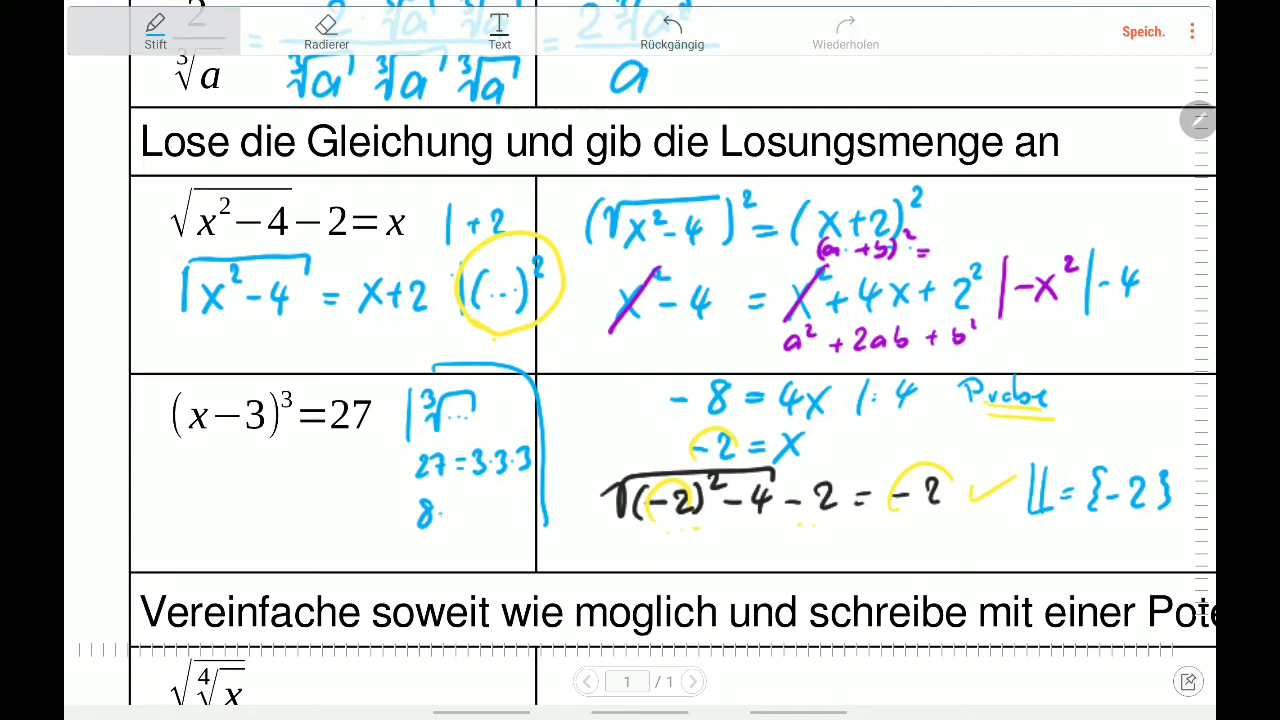 Stift Radierer Text Rückgängig Wiederholen Speich.
∛a ∛a ∛a ∛a a
Lose die Gleichung und gib die Losungsmenge an
√(x²−4)−2=x |+2
√(x²-4) = x+2 |(..)²
(√(x²-4))² = (x+2)²
(a+b)² =
x²-4 = x²+4x+2² |-x² |-4
a² + 2ab + b²
(x−3)³=27 |∛...
27 = 3·3·3
8·
-8 = 4x |:4 Probe
-2 = x
√((-2)²-4) - 2 = -2 ✓ 𝕃 = {-2}
Vereinfache soweit wie moglich und schreibe mit einer Pote
√(∜x)
1 / 1